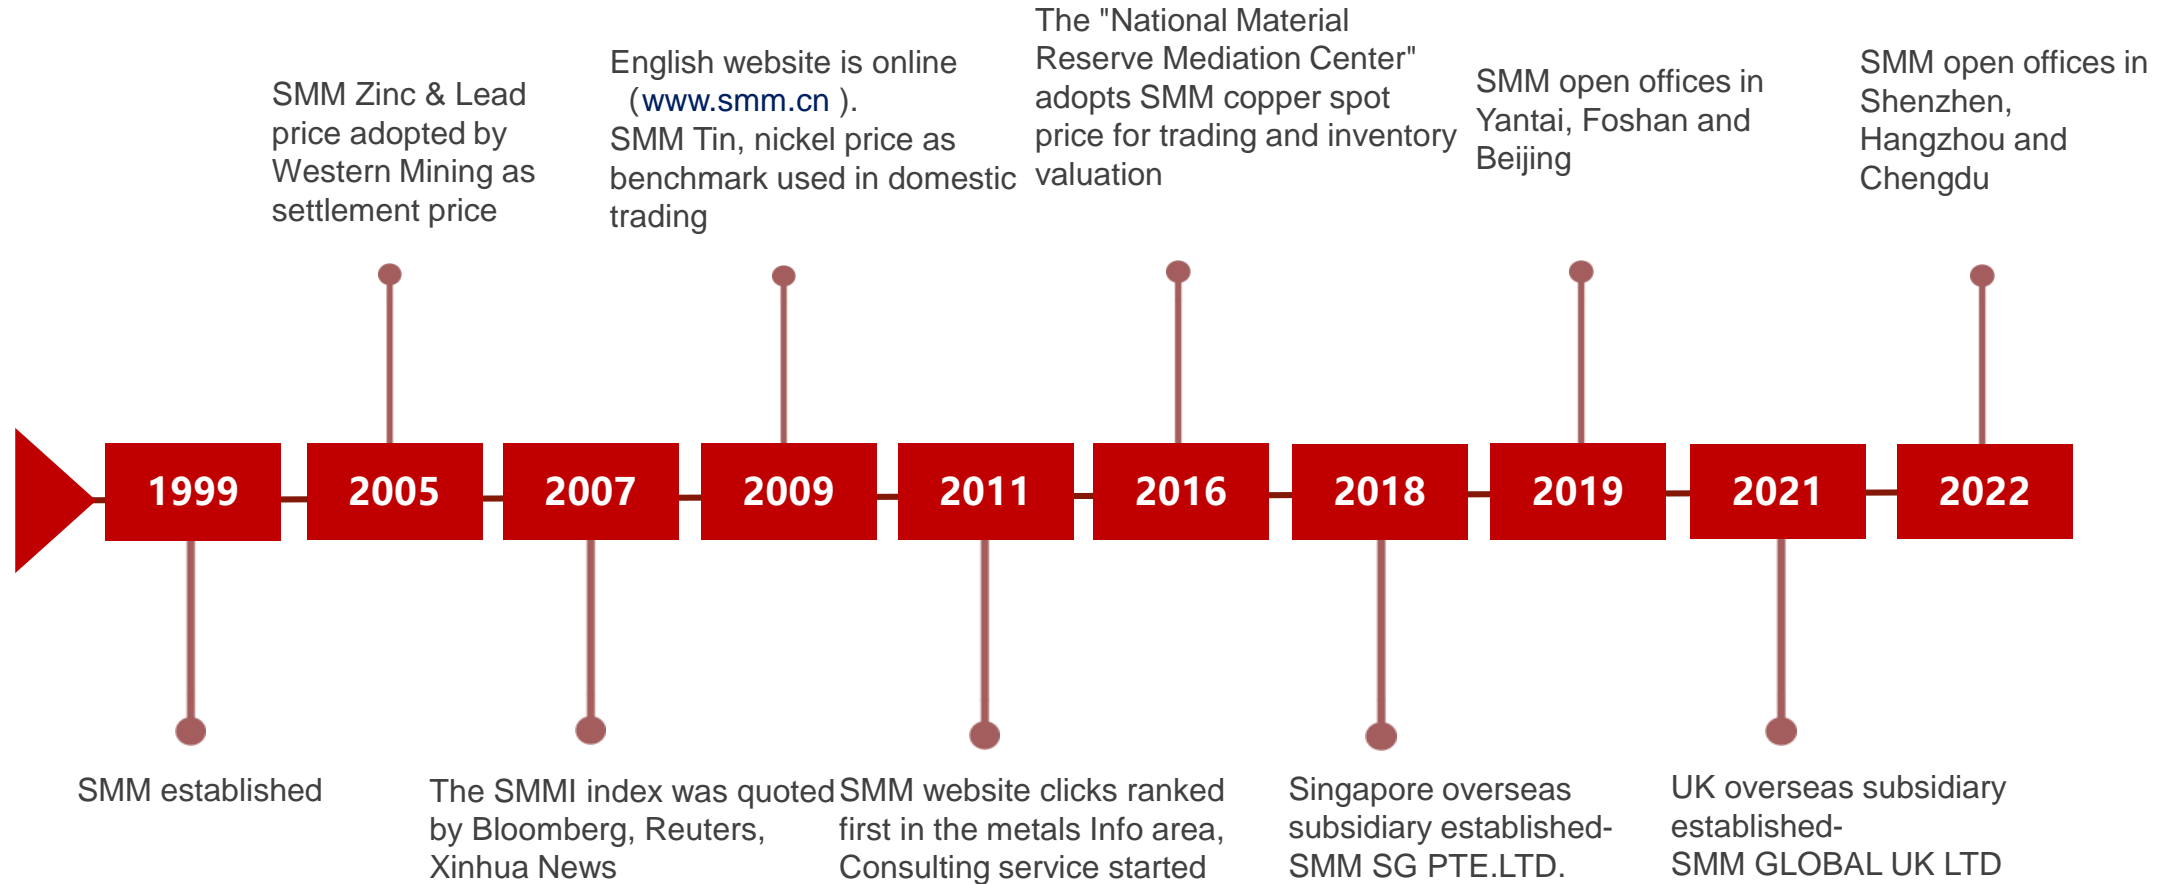 SMM Zinc & Lead
price adopted by
Western Mining as
settlement price
English website is online
(www.smm.cn ).
SMM Tin, nickel price as
benchmark used in domestic
trading
The "National Material
Reserve Mediation Center"
adopts SMM copper spot
price for trading and inventory
valuation
SMM open offices in
Yantai, Foshan and
Beijing
SMM open offices in
Shenzhen,
Hangzhou and
Chengdu
1999
2005
2007
2009
2011
2016
2018
2019
2021
2022
SMM established
The SMMI index was quoted
by Bloomberg, Reuters,
Xinhua News
SMM website clicks ranked
first in the metals Info area,
Consulting service started
Singapore overseas
subsidiary established-
SMM SG PTE.LTD.
UK overseas subsidiary
established-
SMM GLOBAL UK LTD